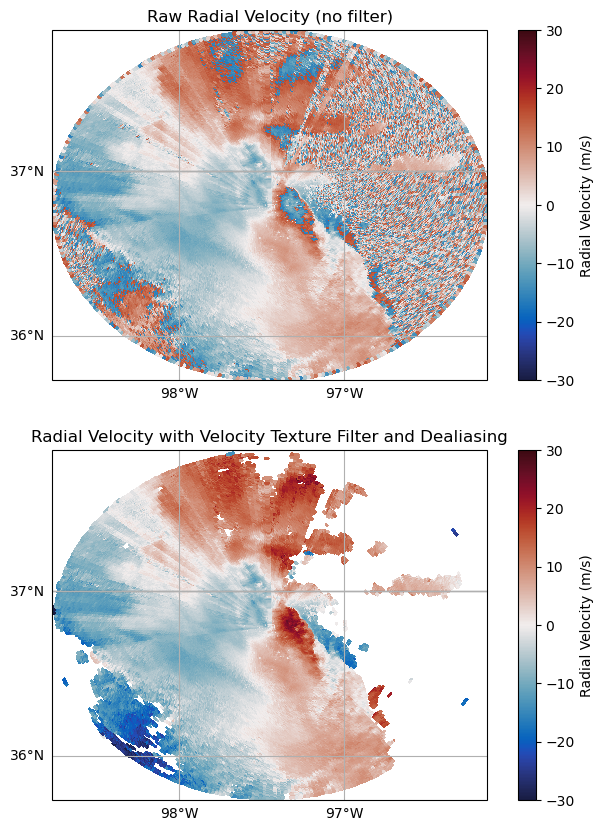 Raw Radial Velocity (no filter)
37°N
36°N
98°W
97°W
30
20
10
0
−10
−20
−30
Radial Velocity (m/s)
Radial Velocity with Velocity Texture Filter and Dealiasing
37°N
36°N
98°W
97°W
30
20
10
0
−10
−20
−30
Radial Velocity (m/s)